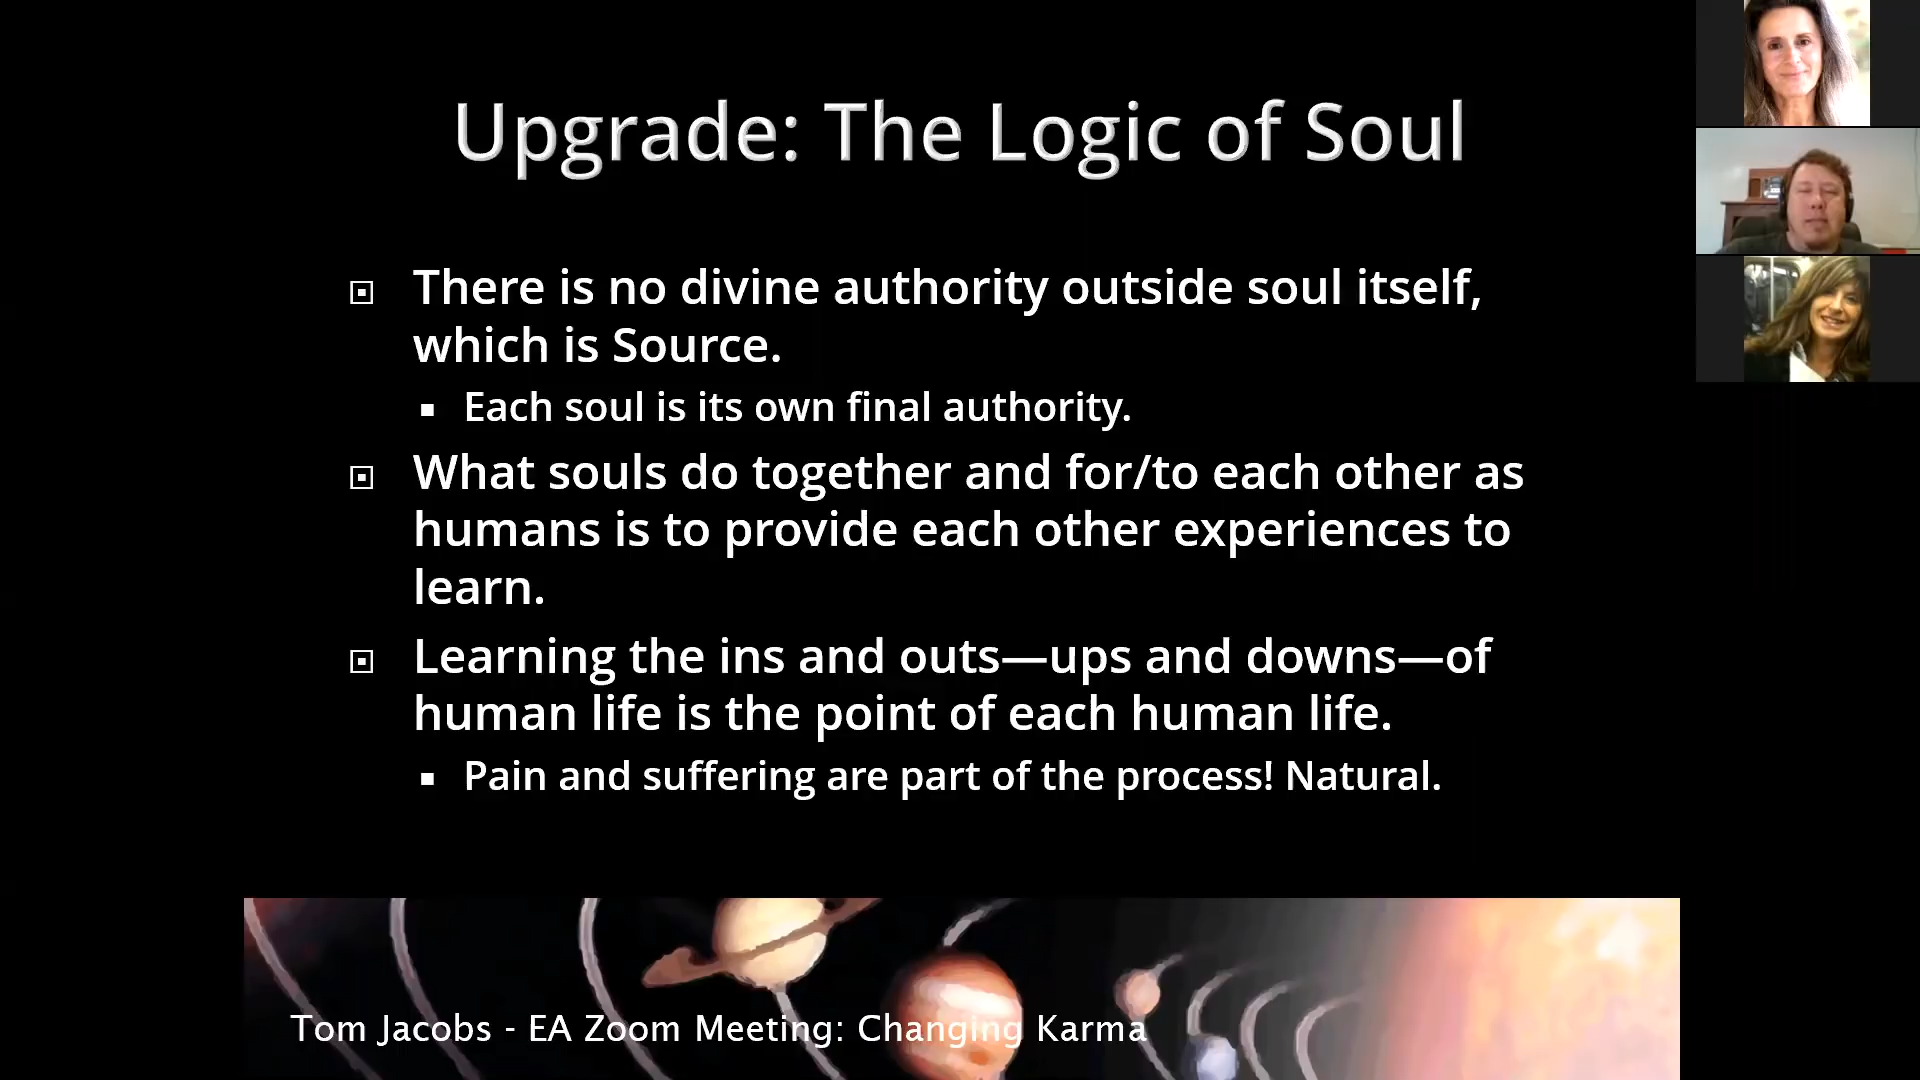 Upgrade: The Logic of Soul
There is no divine authority outside soul itself,
which is Source.
Each soul is its own final authority.
What souls do together and for/to each other as
humans is to provide each other experiences to
learn.
Learning the ins and outs—ups and downs—of
human life is the point of each human life.
Pain and suffering are part of the process! Natural.
Tom Jacobs - EA Zoom Meeting: Changing Karma